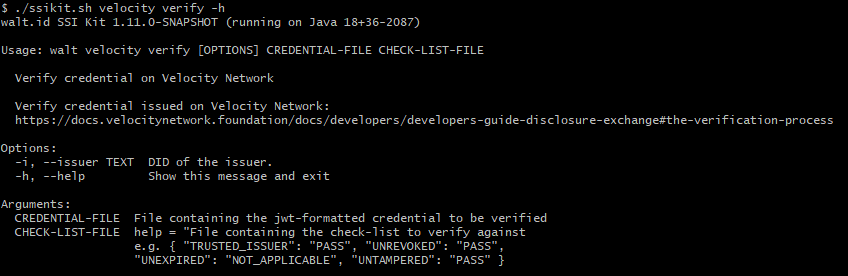 $ ./ssikit.sh velocity verify -h
walt.id SSI Kit 1.11.0-SNAPSHOT (running on Java 18+36-2087)
Usage: walt velocity verify [OPTIONS] CREDENTIAL-FILE CHECK-LIST-FILE
Verify credential on Velocity Network
Verify credential issued on Velocity Network:
https://docs.velocitynetwork.foundation/docs/developers/developers-guide-disclosure-exchange#the-verification-process
Options:
-i, --issuer TEXT  DID of the issuer.
-h, --help         Show this message and exit
Arguments:
CREDENTIAL-FILE  File containing the jwt-formatted credential to be verified
CHECK-LIST-FILE  help = "File containing the check-list to verify against
e.g. { "TRUSTED_ISSUER": "PASS", "UNREVOKED": "PASS",
"UNEXPIRED": "NOT_APPLICABLE", "UNTAMPERED": "PASS" }